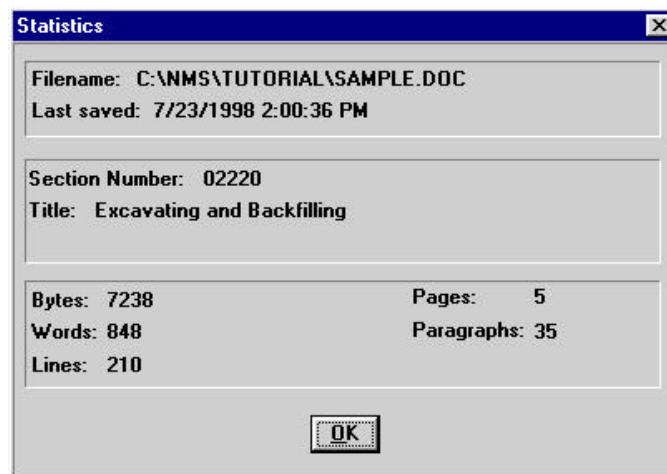 Statistics
Filename: C:\NMS\TUTORIAL\SAMPLE.DOC
Last saved: 7/23/1998 2:00:36 PM
Section Number: 02220
Title: Excavating and Backfilling
Bytes: 7238 Pages: 5
Words: 848 Paragraphs: 35
Lines: 210
OK